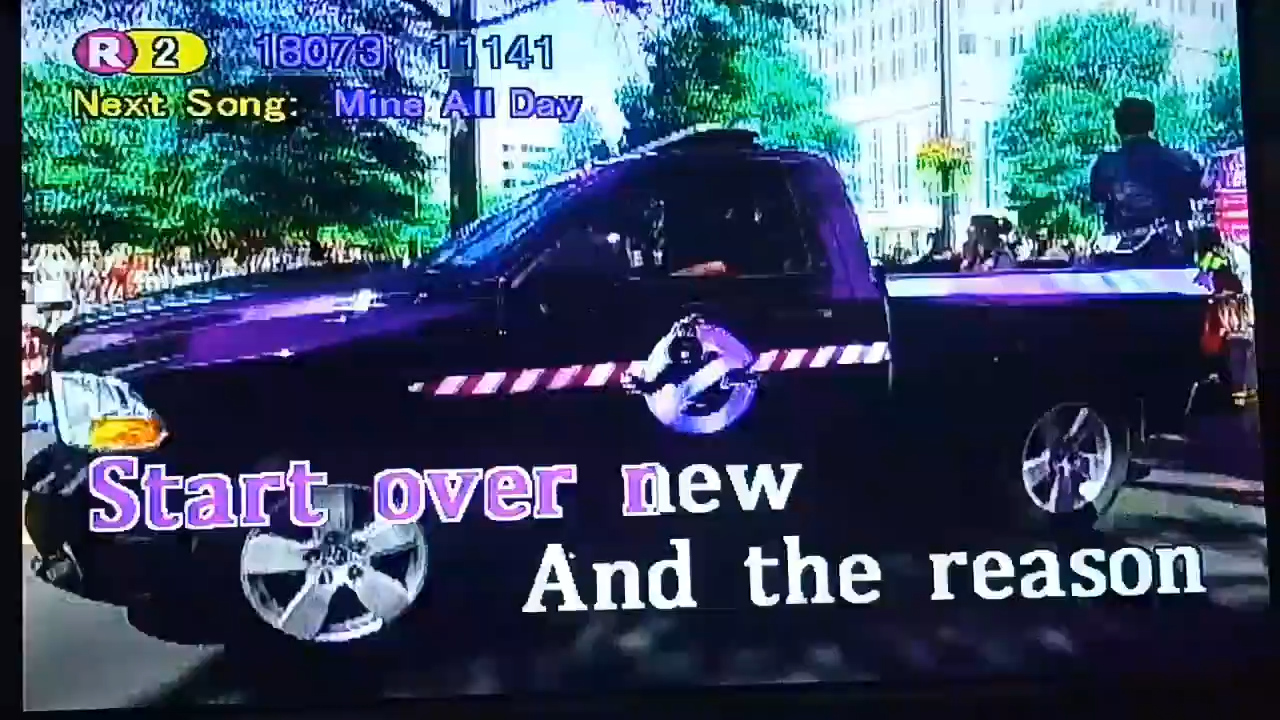 R 2 18073 11141
Next Song: Mine All Day
Start over new
And the reason